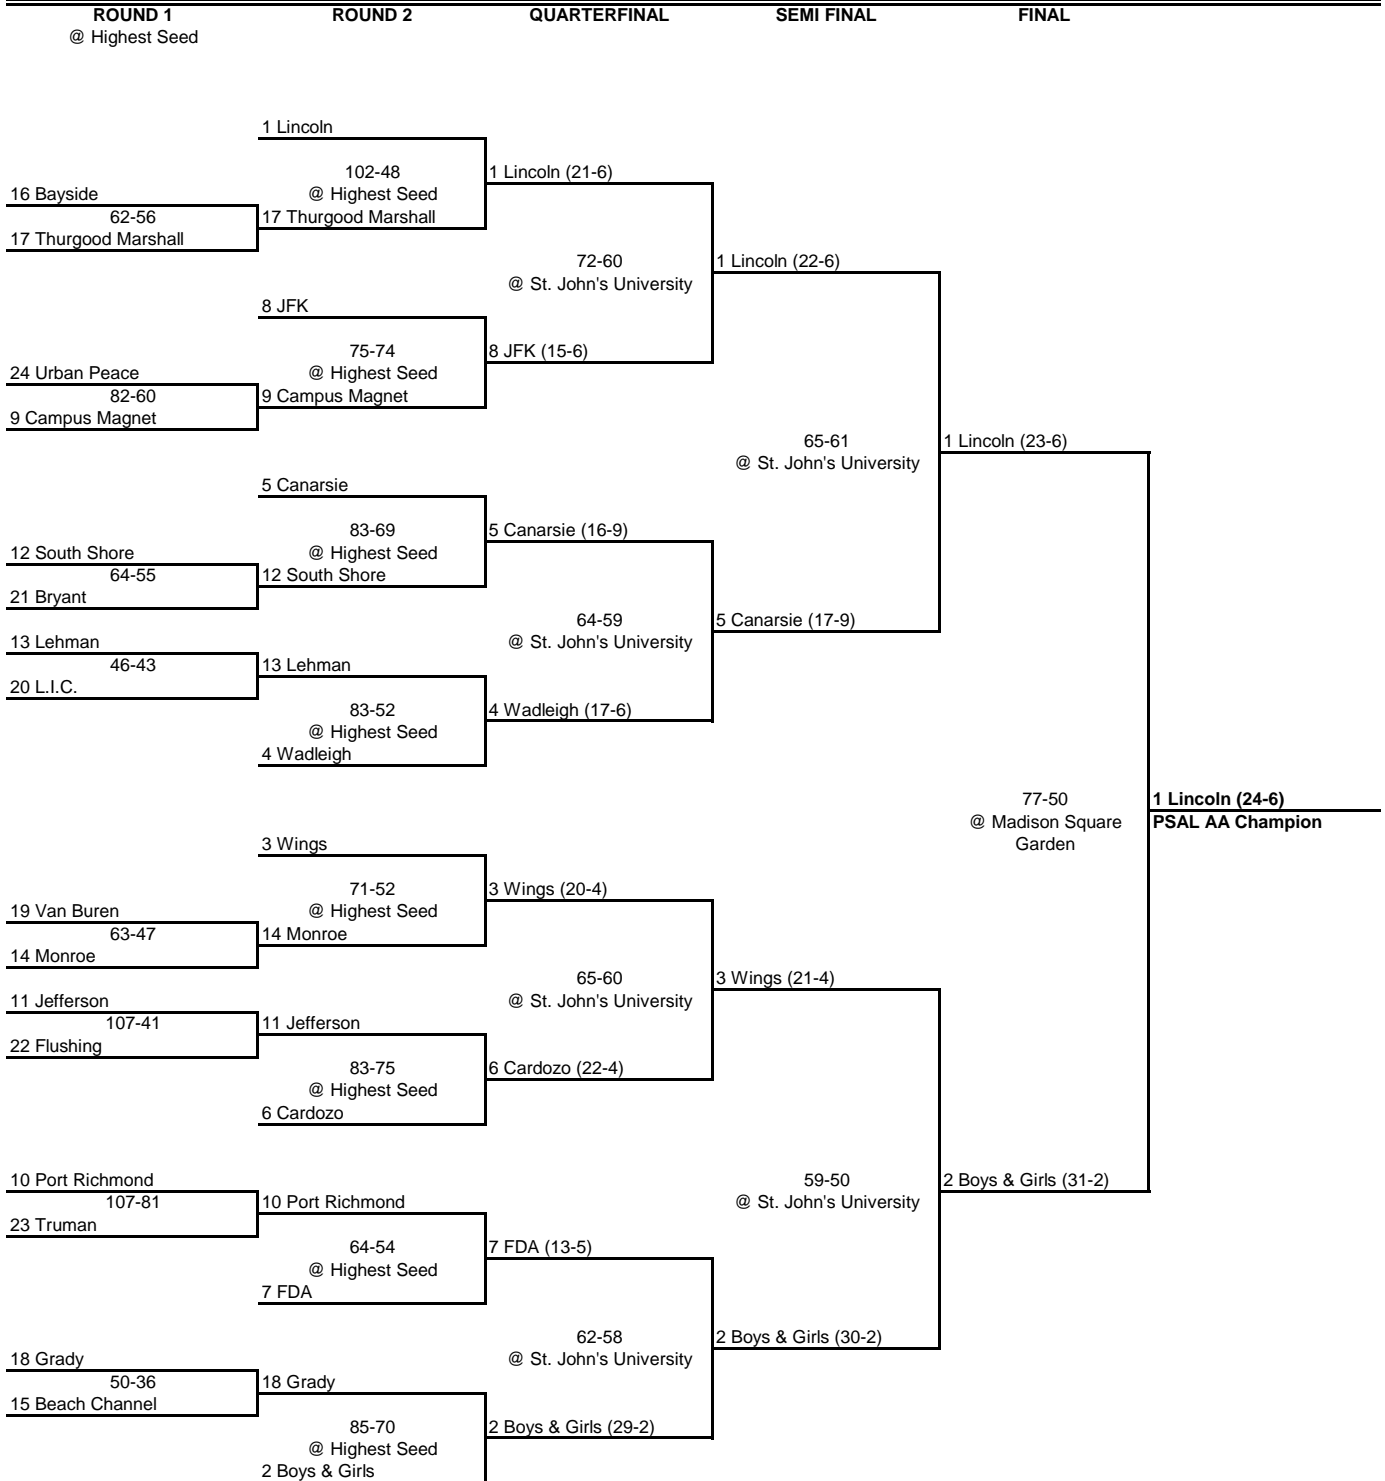 ROUND 1 ROUND 2 QUARTERFINAL SEMI FINAL FINAL
@ Highest Seed
1 Lincoln
102-48 1 Lincoln (21-6)
16 Bayside @ Highest Seed
62-56 17 Thurgood Marshall
17 Thurgood Marshall
72-60 1 Lincoln (22-6)
@ St. John's University
8 JFK
75-74 8 JFK (15-6)
24 Urban Peace @ Highest Seed
82-60 9 Campus Magnet
9 Campus Magnet
65-61 1 Lincoln (23-6)
@ St. John's University
5 Canarsie
83-69 5 Canarsie (16-9)
12 South Shore @ Highest Seed
64-55 12 South Shore
21 Bryant
64-59 5 Canarsie (17-9)
13 Lehman @ St. John's University
46-43 13 Lehman
20 L.I.C.
83-52 4 Wadleigh (17-6)
@ Highest Seed
4 Wadleigh
77-50 1 Lincoln (24-6)
@ Madison Square PSAL AA Champion
3 Wings Garden
71-52 3 Wings (20-4)
19 Van Buren @ Highest Seed
63-47 14 Monroe
14 Monroe
65-60 3 Wings (21-4)
11 Jefferson @ St. John's University
107-41 11 Jefferson
22 Flushing
83-75 6 Cardozo (22-4)
@ Highest Seed
6 Cardozo
10 Port Richmond 59-50 2 Boys & Girls (31-2)
107-81 10 Port Richmond @ St. John's University
23 Truman
64-54 7 FDA (13-5)
@ Highest Seed
7 FDA
62-58 2 Boys & Girls (30-2)
18 Grady @ St. John's University
50-36 18 Grady
15 Beach Channel
85-70 2 Boys & Girls (29-2)
@ Highest Seed
2 Boys & Girls